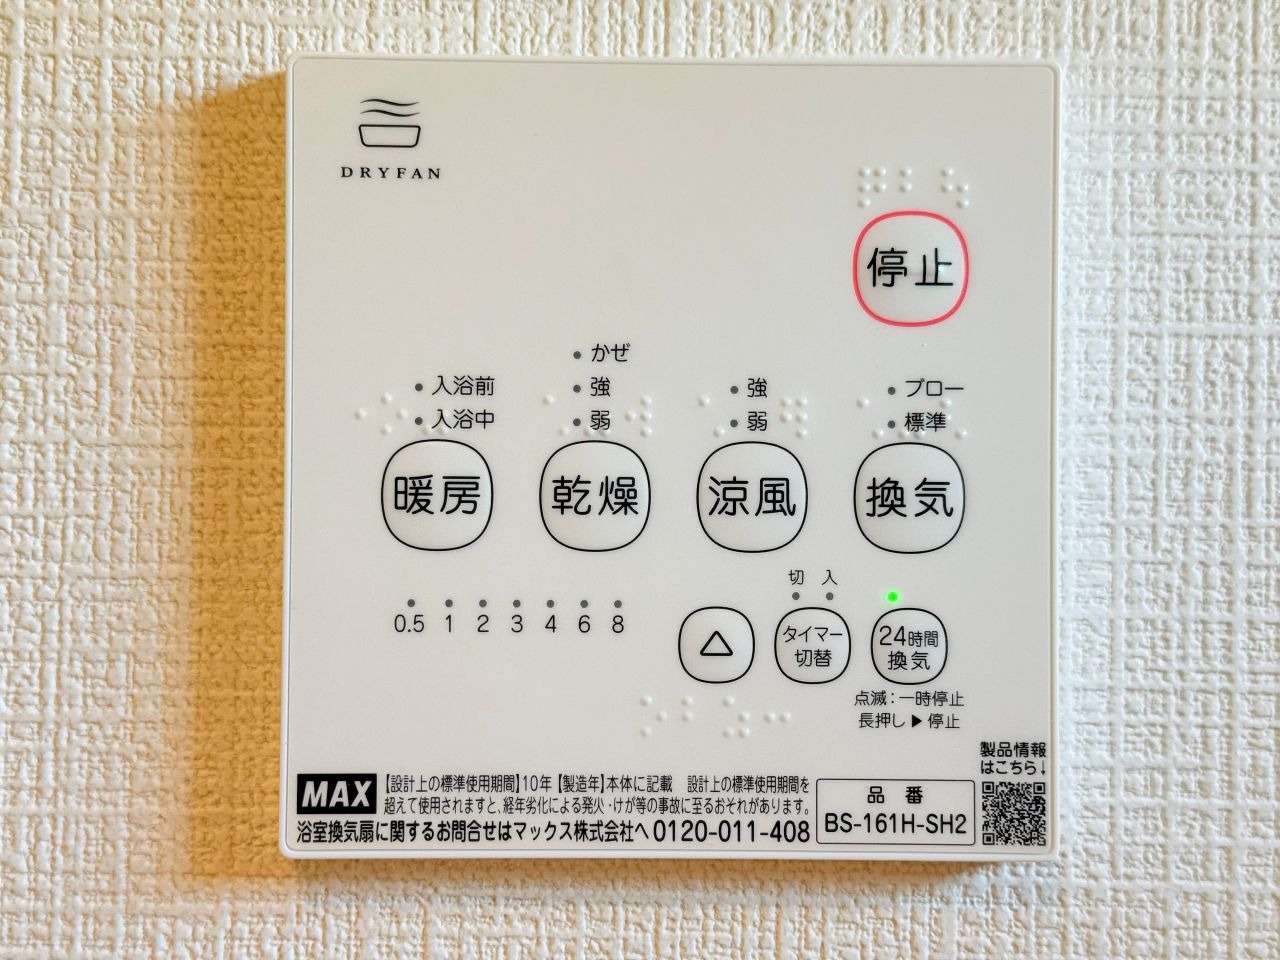 DRYFAN
停止
かぜ
入浴前
強
強
ブロー
入浴中
弱
弱
標準
暖房
乾燥
涼風
換気
切 入
0.5 1 2 3 4 6 8
△
タイマー
切替
24時間
換気
点滅:一時停止
長押し▶停止
製品情報
はこちら↓
MAX
【設計上の標準使用期間】10年【製造年】本体に記載 設計上の標準使用期間を
超えて使用されますと、経年劣化による発火・けが等の事故に至るおそれがあります。
浴室換気扇に関するお問合せはマックス株式会社へ 0120-011-408
品番
BS-161H-SH2